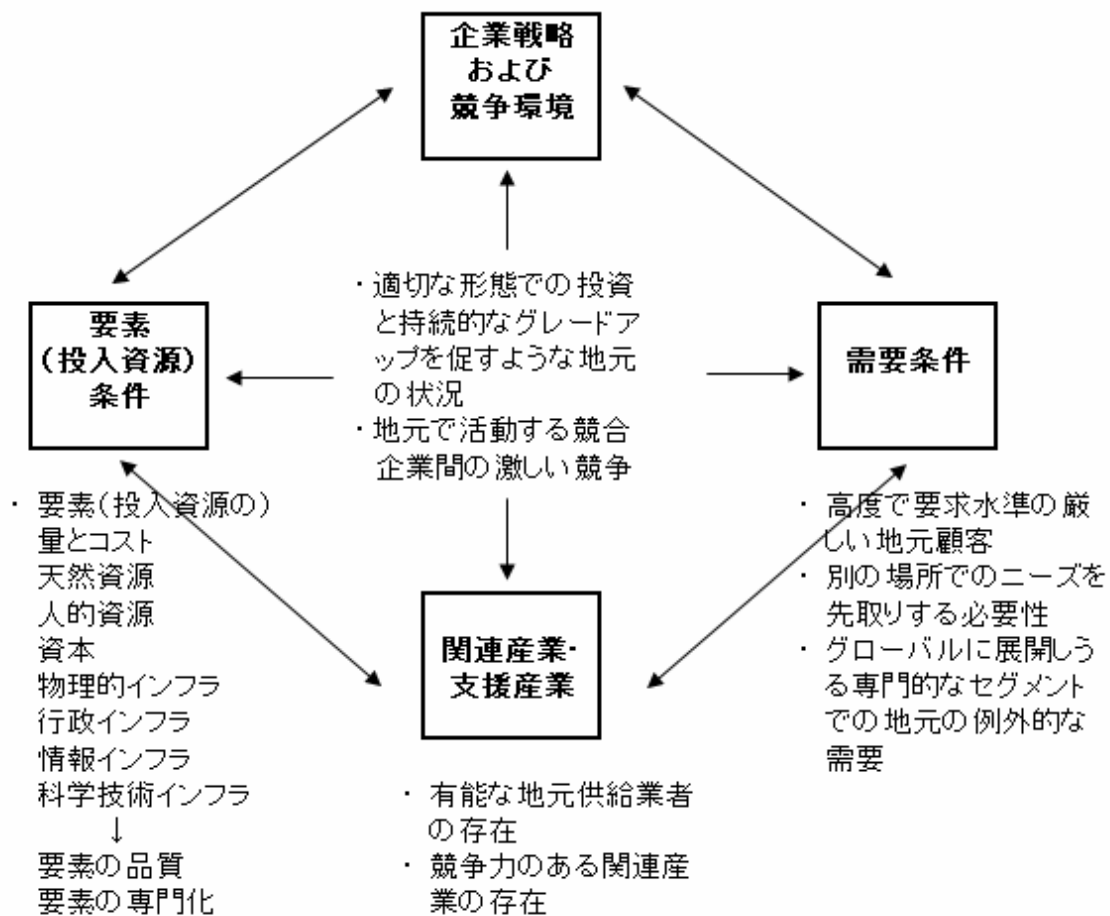 企業戦略
および
競争環境
・適切な形態での投資
と持続的なグレードア
ップを促すような地元
の状況
・地元で活動する競合
企業間の激しい競争
要素
（投入資源）
条件
需要条件
・ 要素（投入資源の）
量とコスト
天然資源
人的資源
資本
物理的インフラ
行政インフラ
情報インフラ
科学技術インフラ
↓
要素の品質
要素の専門化
関連産業・
支援産業
・ 有能な地元供給業者
の存在
・ 競争力のある関連産
業の存在
・ 高度で要求水準の厳
しい地元顧客
・ 別の場所でのニーズを
先取りする必要性
・ グローバルに展開しう
る専門的なセグメント
での地元の例外的な
需要